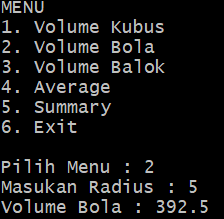 MENU
1. Volume Kubus
2. Volume Bola
3. Volume Balok
4. Average
5. Summary
6. Exit
Pilih Menu : 2
Masukan Radius : 5
Volume Bola : 392.5